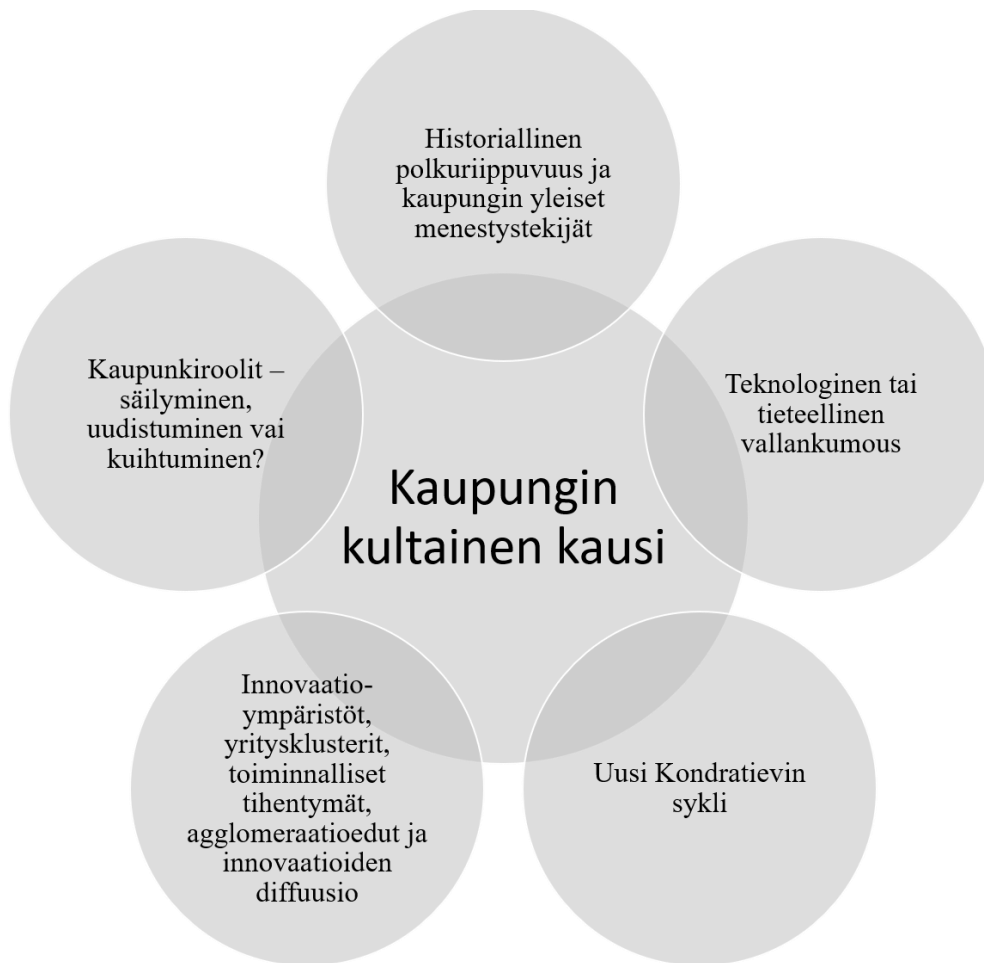 Historiallinen
polkuriippuvuus ja
kaupungin yleiset
menestystekijät
Kaupunkiroolit –
säilyminen,
uudistuminen vai
kuihtuminen?
Teknologinen tai
tieteellinen
vallankumous
Kaupungin
kultainen kausi
Innovaatio-
ympäristöt,
yritysklusterit,
toiminnalliset
tihentymät,
agglomeraatioedut ja
innovaatioiden
diffuusio
Uusi Kondratievin
sykli